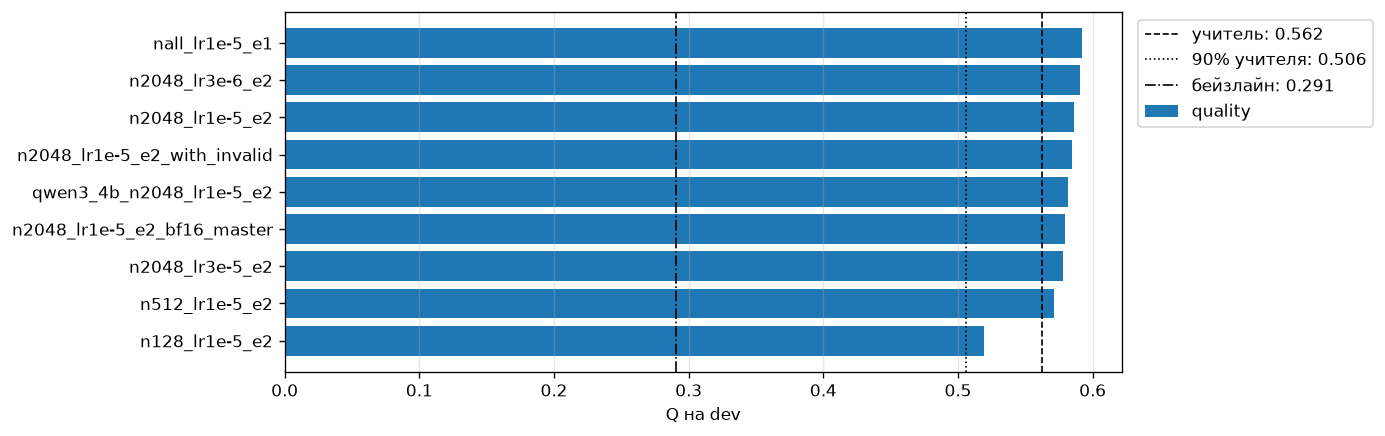 nall_lr1e-5_e1
n2048_lr3e-6_e2
n2048_lr1e-5_e2
n2048_lr1e-5_e2_with_invalid
qwen3_4b_n2048_lr1e-5_e2
n2048_lr1e-5_e2_bf16_master
n2048_lr3e-5_e2
n512_lr1e-5_e2
n128_lr1e-5_e2
0.0 0.1 0.2 0.3 0.4 0.5 0.6
Q на dev
учитель: 0.562
90% учителя: 0.506
бейзлайн: 0.291
quality